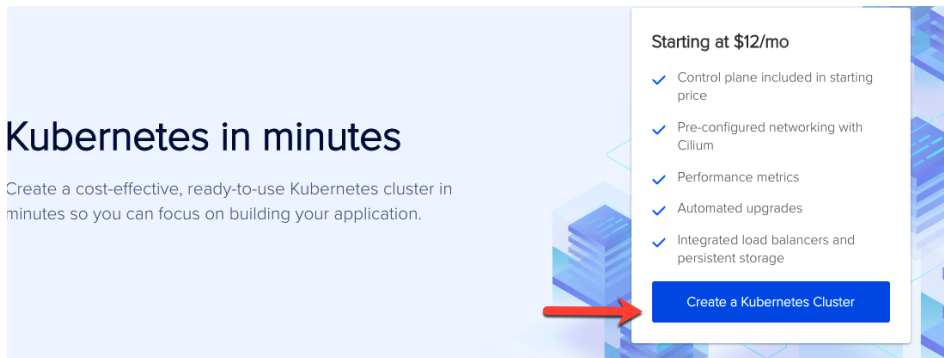 Kubernetes in minutes
Create a cost-effective, ready-to-use Kubernetes cluster in
minutes so you can focus on building your application.
Starting at $12/mo
Control plane included in starting
price
Pre-configured networking with
Cilium
Performance metrics
Automated upgrades
Integrated load balancers and
persistent storage
Create a Kubernetes Cluster